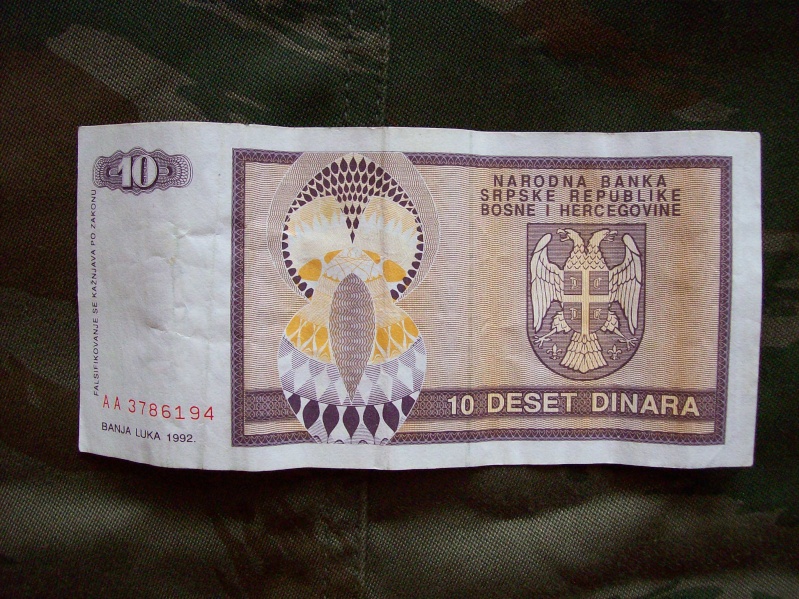 10
FALSIFIKOVANJE SE KAŽNJAVA PO ZAKONU
AA 3786194
BANJA LUKA 1992.
NARODNA BANKA
SRPSKE REPUBLIKE
BOSNE I HERCEGOVINE
10 DESET DINARA